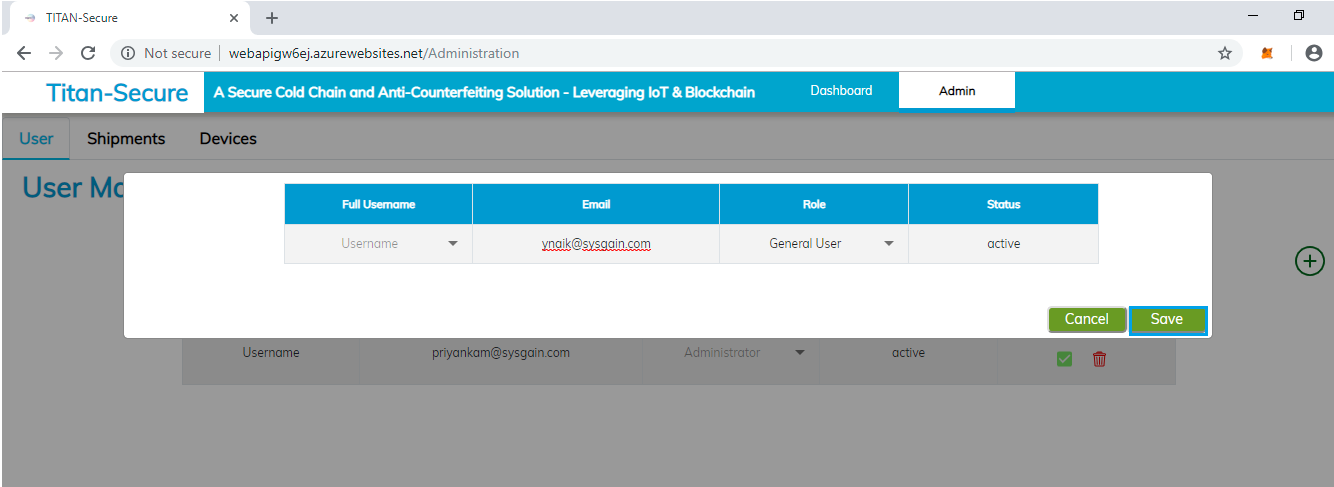 TITAN-Secure
Not secure | webapigw6ej.azurewebsites.net/Administration
Titan-Secure A Secure Cold Chain and Anti-Counterfeiting Solution - Leveraging IoT & Blockchain Dashboard Admin
User Shipments Devices
User Ma
Full Username Email Role Status
Username ynaik@sysgain.com General User active
Cancel Save
Username priyankam@sysgain.com Administrator active